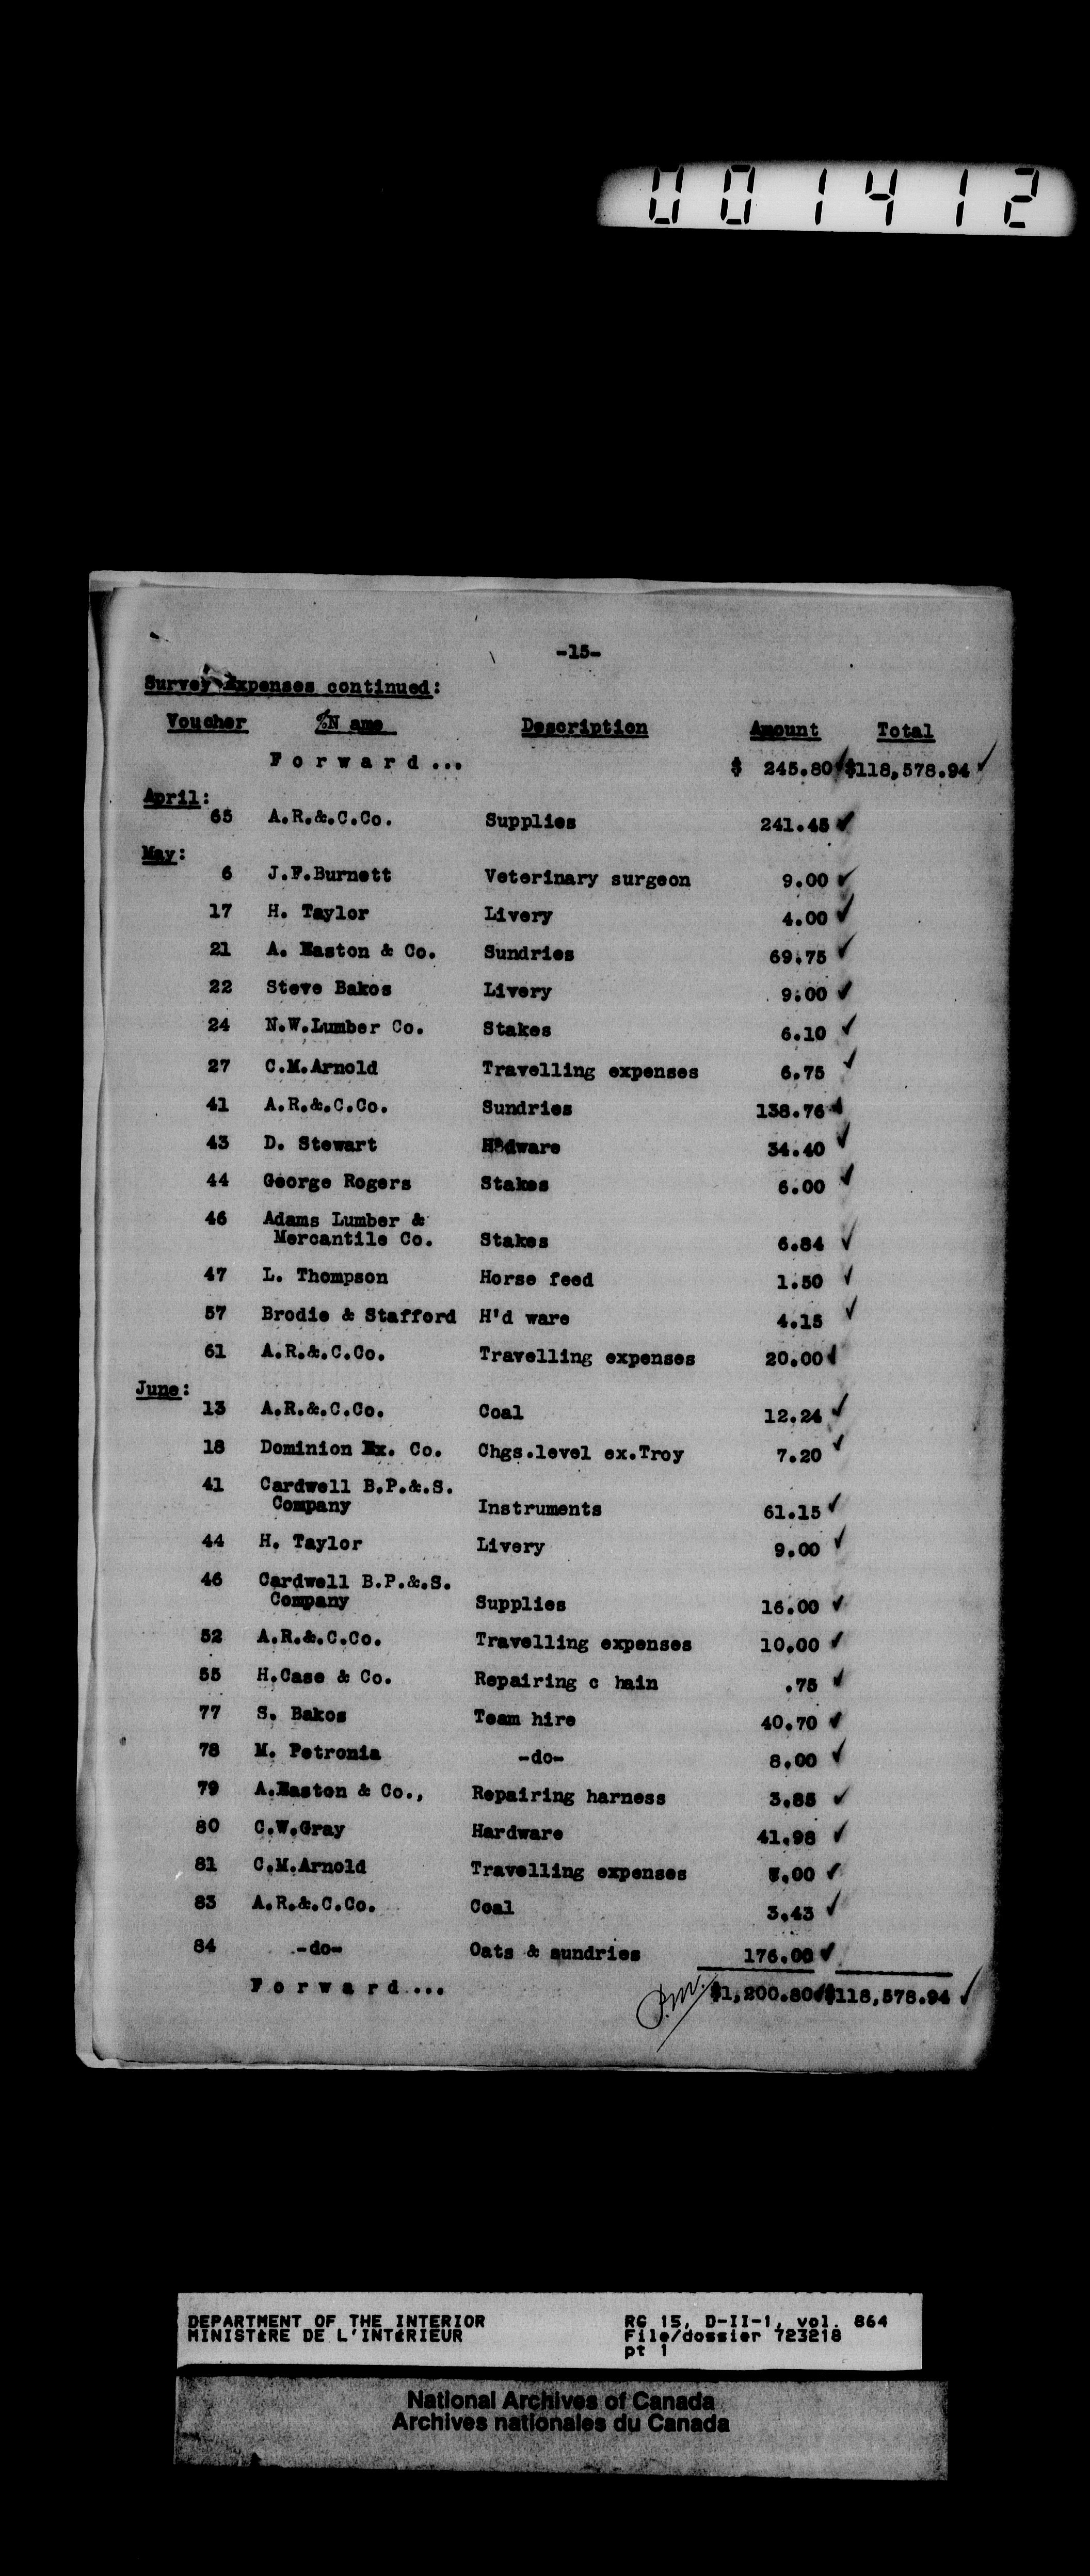 001412
-15-
Survey Expenses continued:
Voucher %N ame Description Amount Total
F o r w a r d ... $ 245.80 $118,578.94
April:
65 A.R.&.C.Co. Supplies 241.45
May:
6 J.F.Burnett Veterinary surgeon 9.00
17 H. Taylor Livery 4.00
21 A. Easton & Co. Sundries 69.75
22 Steve Bakos Livery 9.00
24 N.W.Lumber Co. Stakes 6.10
27 C.M.Arnold Travelling expenses 6.75
41 A.R.&.C.Co. Sundries 138.76
43 D. Stewart H'dware 34.40
44 George Rogers Stakes 6.00
46 Adams Lumber &
Mercantile Co. Stakes 6.84
47 L. Thompson Horse feed 1.50
57 Brodie & Stafford H'd ware 4.15
61 A.R.&.C.Co. Travelling expenses 20.00
June:
13 A.R.&.C.Co. Coal 12.24
18 Dominion Ex. Co. Chgs.level ex.Troy 7.20
41 Cardwell B.P.&.S.
Company Instruments 61.15
44 H. Taylor Livery 9.00
46 Cardwell B.P.&.S.
Company Supplies 16.00
52 A.R.&.C.Co. Travelling expenses 10.00
55 H.Case & Co. Repairing c hain .75
77 S. Bakos Team hire 40.70
78 M. Petronia -do- 8.00
79 A.Easton & Co., Repairing harness 3.85
80 C.W.Gray Hardware 41.98
81 C.M.Arnold Travelling expenses 7.00
83 A.R.&.C.Co. Coal 3.43
84 -do- Oats & sundries 176.00
F o r w a r d ... $1,200.80 $118,578.94
DEPARTMENT OF THE INTERIOR RG 15, D-II-1, vol. 864
MINISTÈRE DE L'INTÉRIEUR File/dossier 723218
pt 1
National Archives of Canada
Archives nationales du Canada